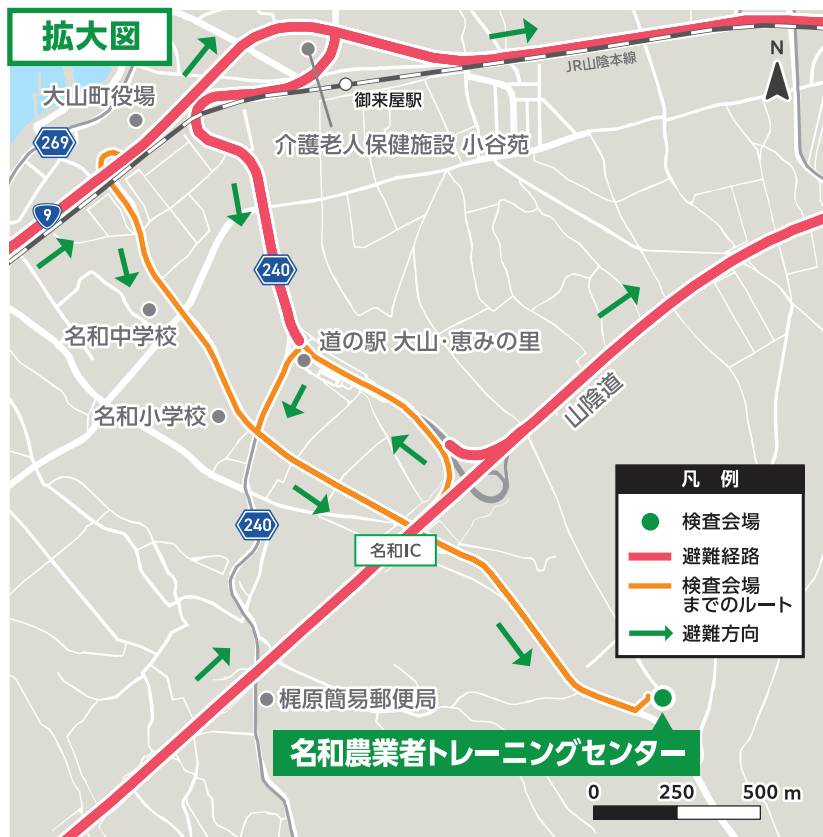 拡大図
N
JR山陰本線
御来屋駅
大山町役場
269
介護老人保健施設 小谷苑
9
240
名和中学校
道の駅 大山・恵みの里
名和小学校
山陰道
240
名和IC
凡 例
検査会場
避難経路
検査会場
までのルート
避難方向
梶原簡易郵便局
名和農業者トレーニングセンター
0 250 500 m